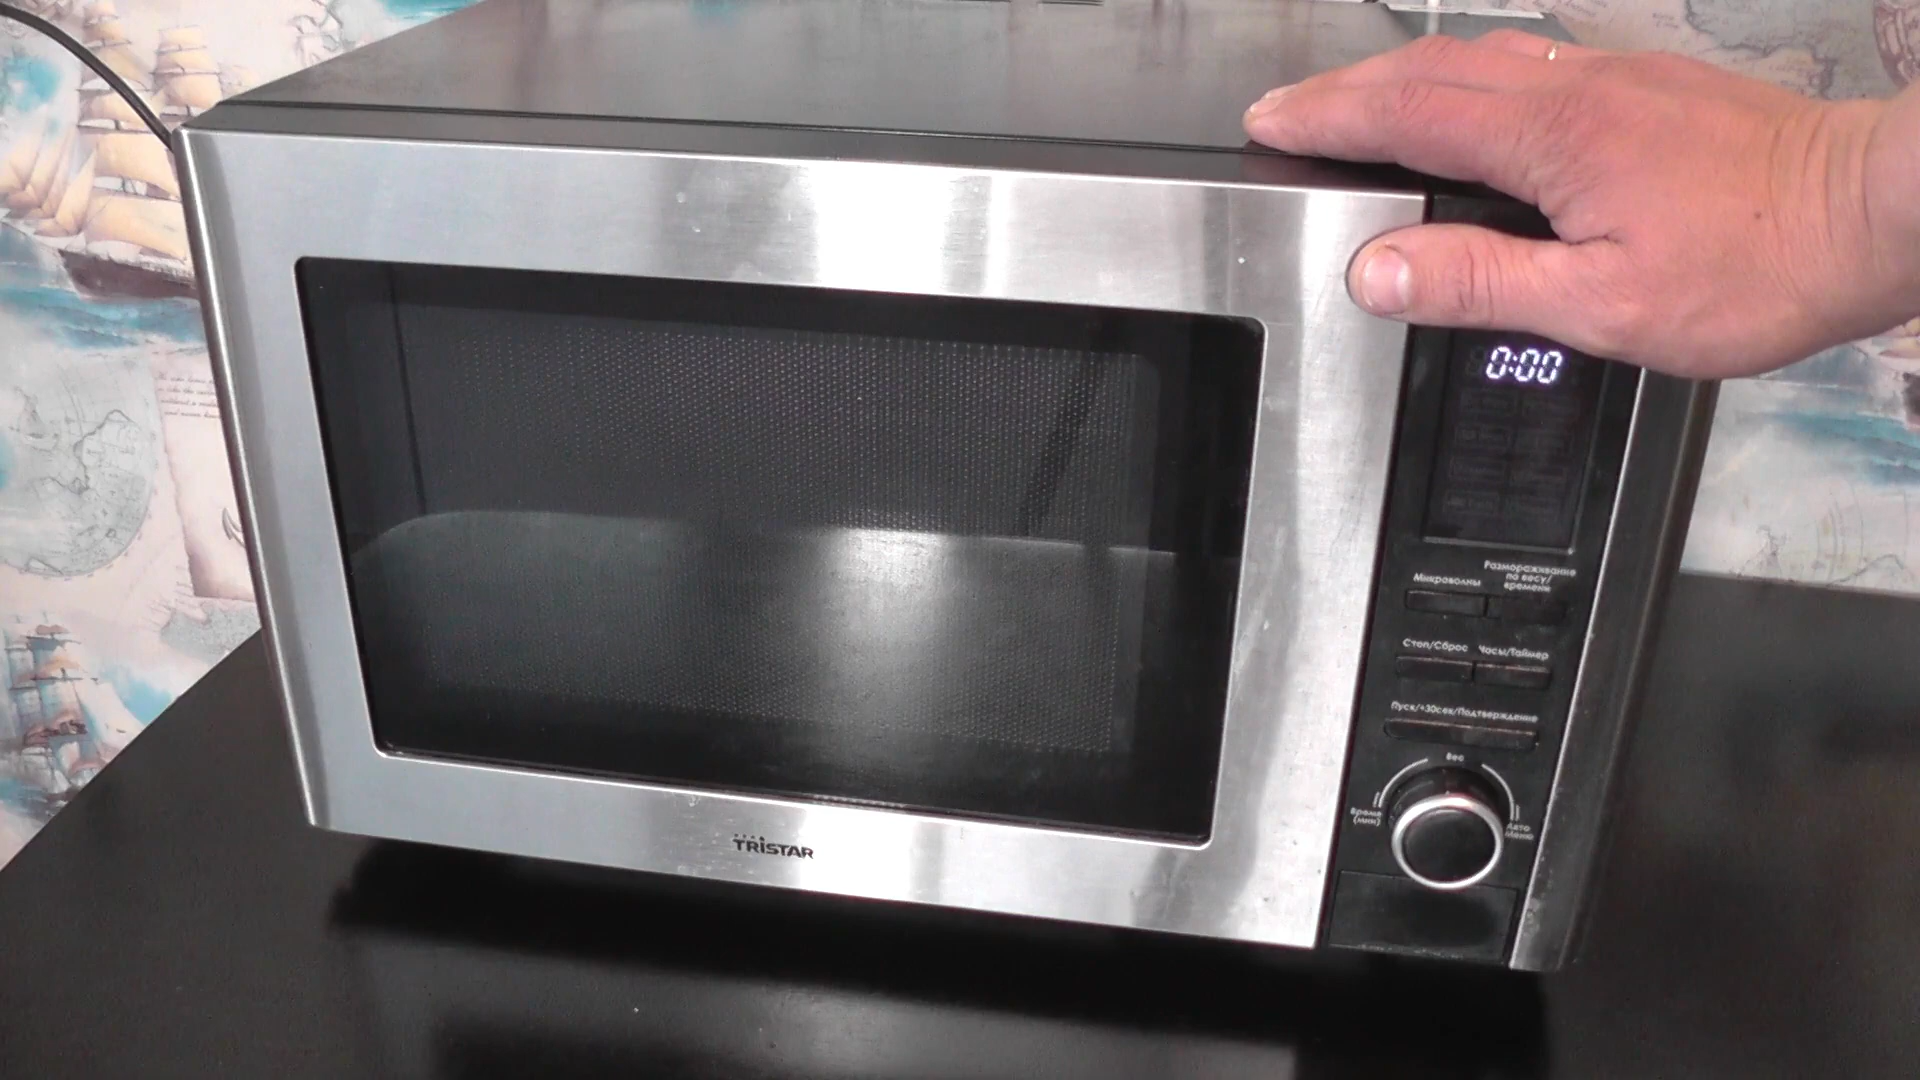 0:00
Микроволны
Размораживание
по весу/
времени
Стоп/Сброс
Часы/Таймер
Пуск/+30сек/Подтверждение
Вес
Время
(мин)
Авто
Меню
TRISTAR